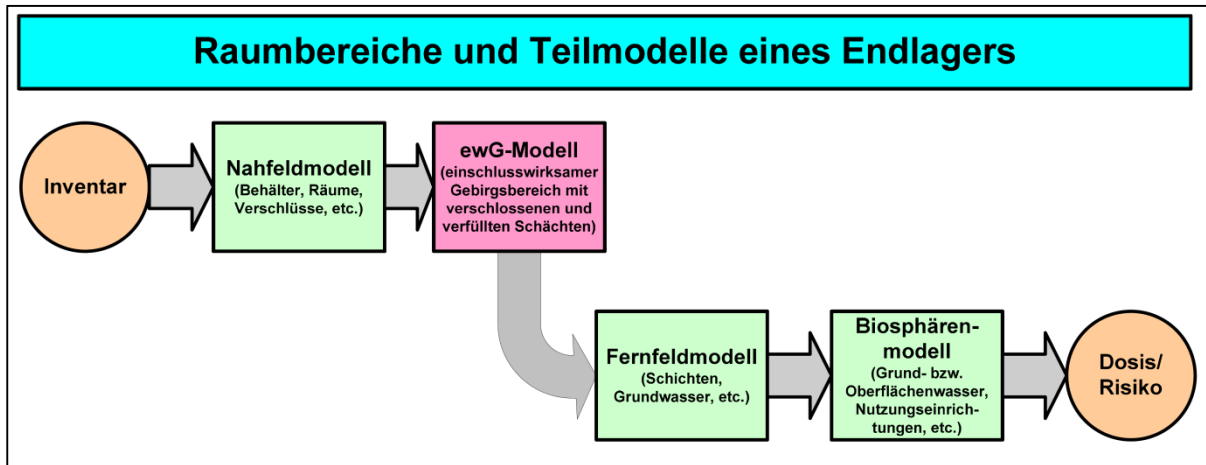 Raumbereiche und Teilmodelle eines Endlagers
Inventar
Nahfeldmodell
(Behälter, Räume,
Verschlüsse, etc.)
ewG-Modell
(einschlusswirksamer
Gebirgsbereich mit
verschlossenen und
verfüllten Schächten)
Fernfeldmodell
(Schichten,
Grundwasser, etc.)
Biosphären-
modell
(Grund- bzw.
Oberflächenwasser,
Nutzungseinrich-
tungen, etc.)
Dosis/
Risiko